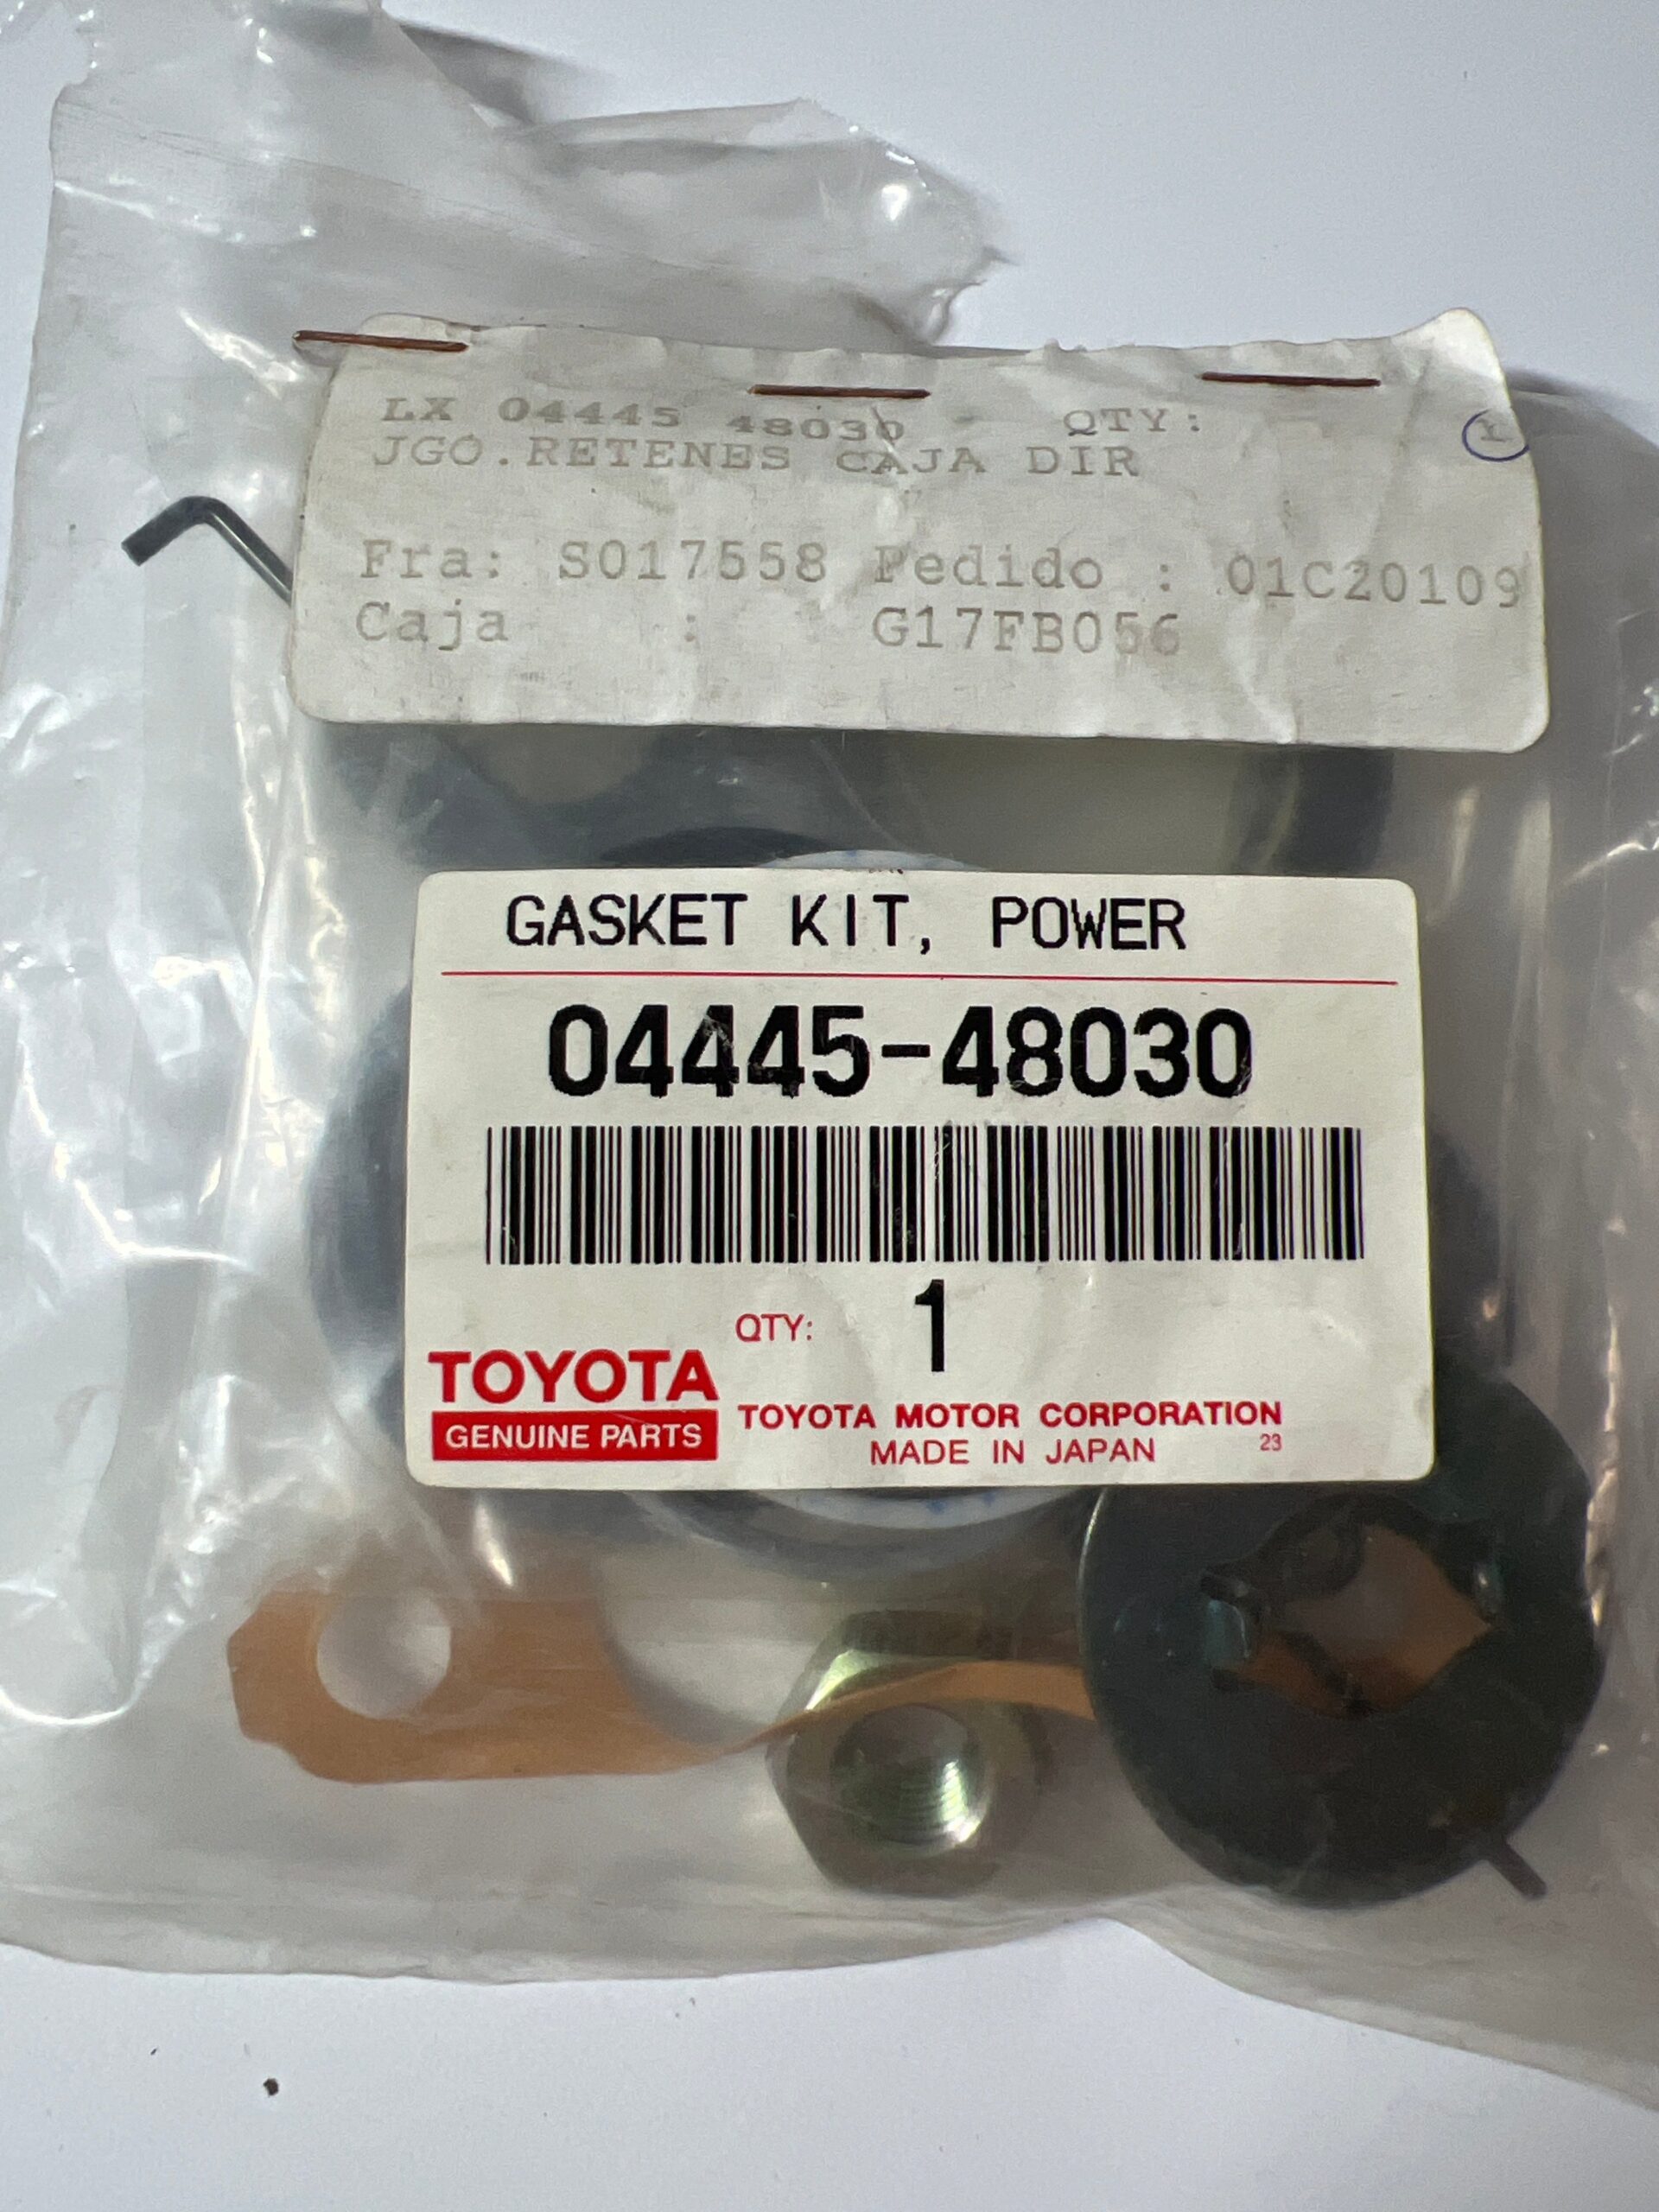 LX 04445 48030 - QTY: 1
JGO.RETENES CAJA DIR
Fra: S017558 Pedido : 01C20109
Caja : G17FB056
GASKET KIT, POWER
04445-48030
QTY: 1
TOYOTA
GENUINE PARTS
TOYOTA MOTOR CORPORATION
MADE IN JAPAN 23